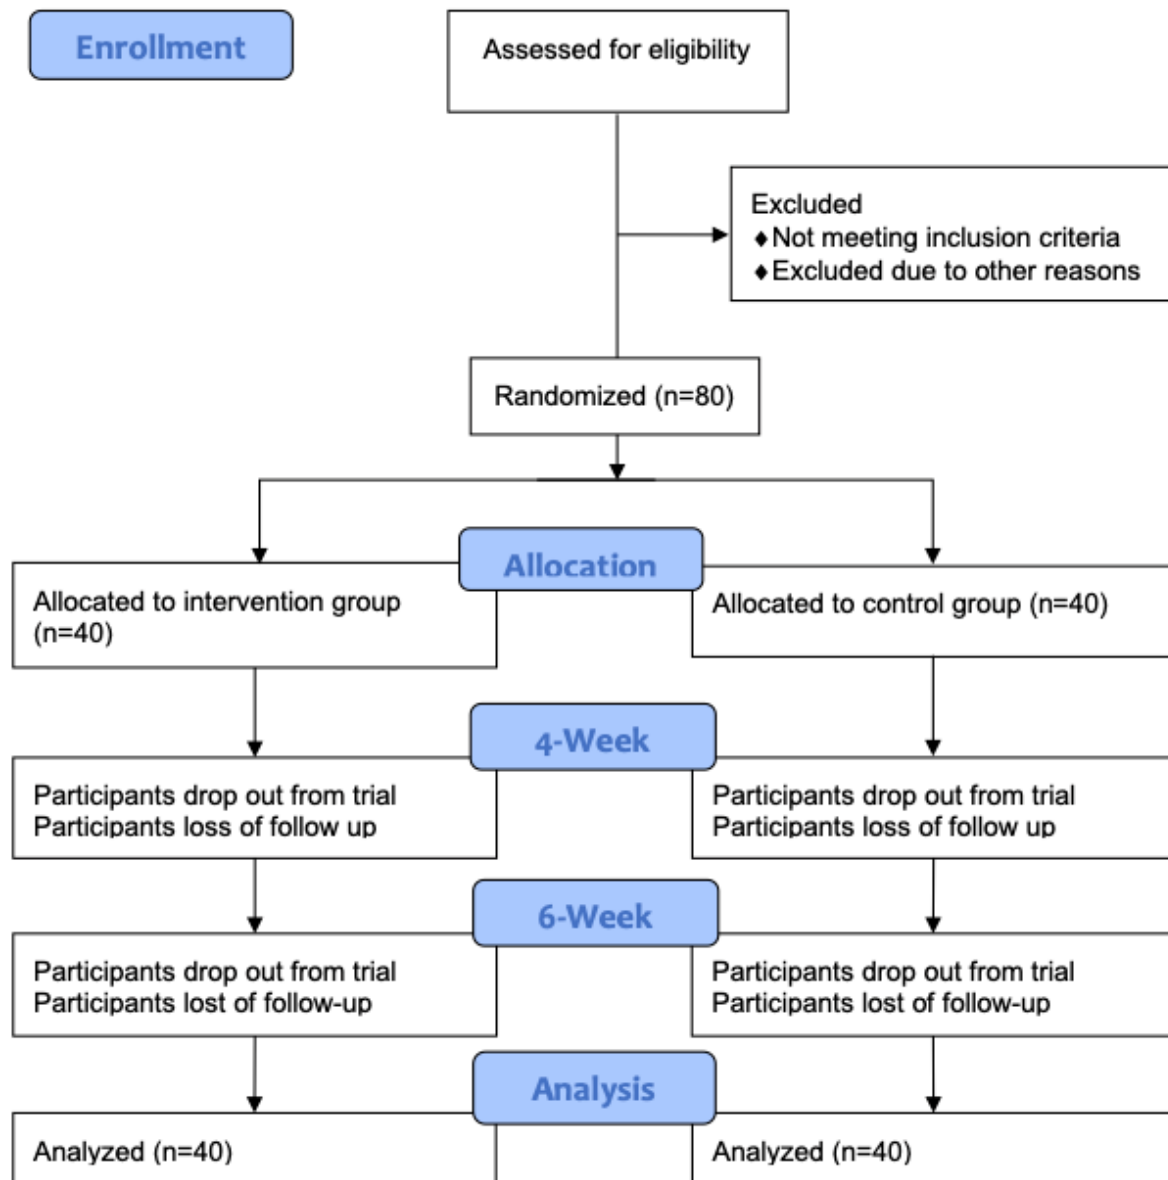 Enrollment
Assessed for eligibility
Excluded
♦Not meeting inclusion criteria
♦Excluded due to other reasons
Randomized (n=80)
Allocation
Allocated to intervention group
(n=40)
Allocated to control group (n=40)
4-Week
Participants drop out from trial
Participants loss of follow up
Participants drop out from trial
Participants loss of follow up
6-Week
Participants drop out from trial
Participants lost of follow-up
Participants drop out from trial
Participants lost of follow-up
Analysis
Analyzed (n=40)
Analyzed (n=40)